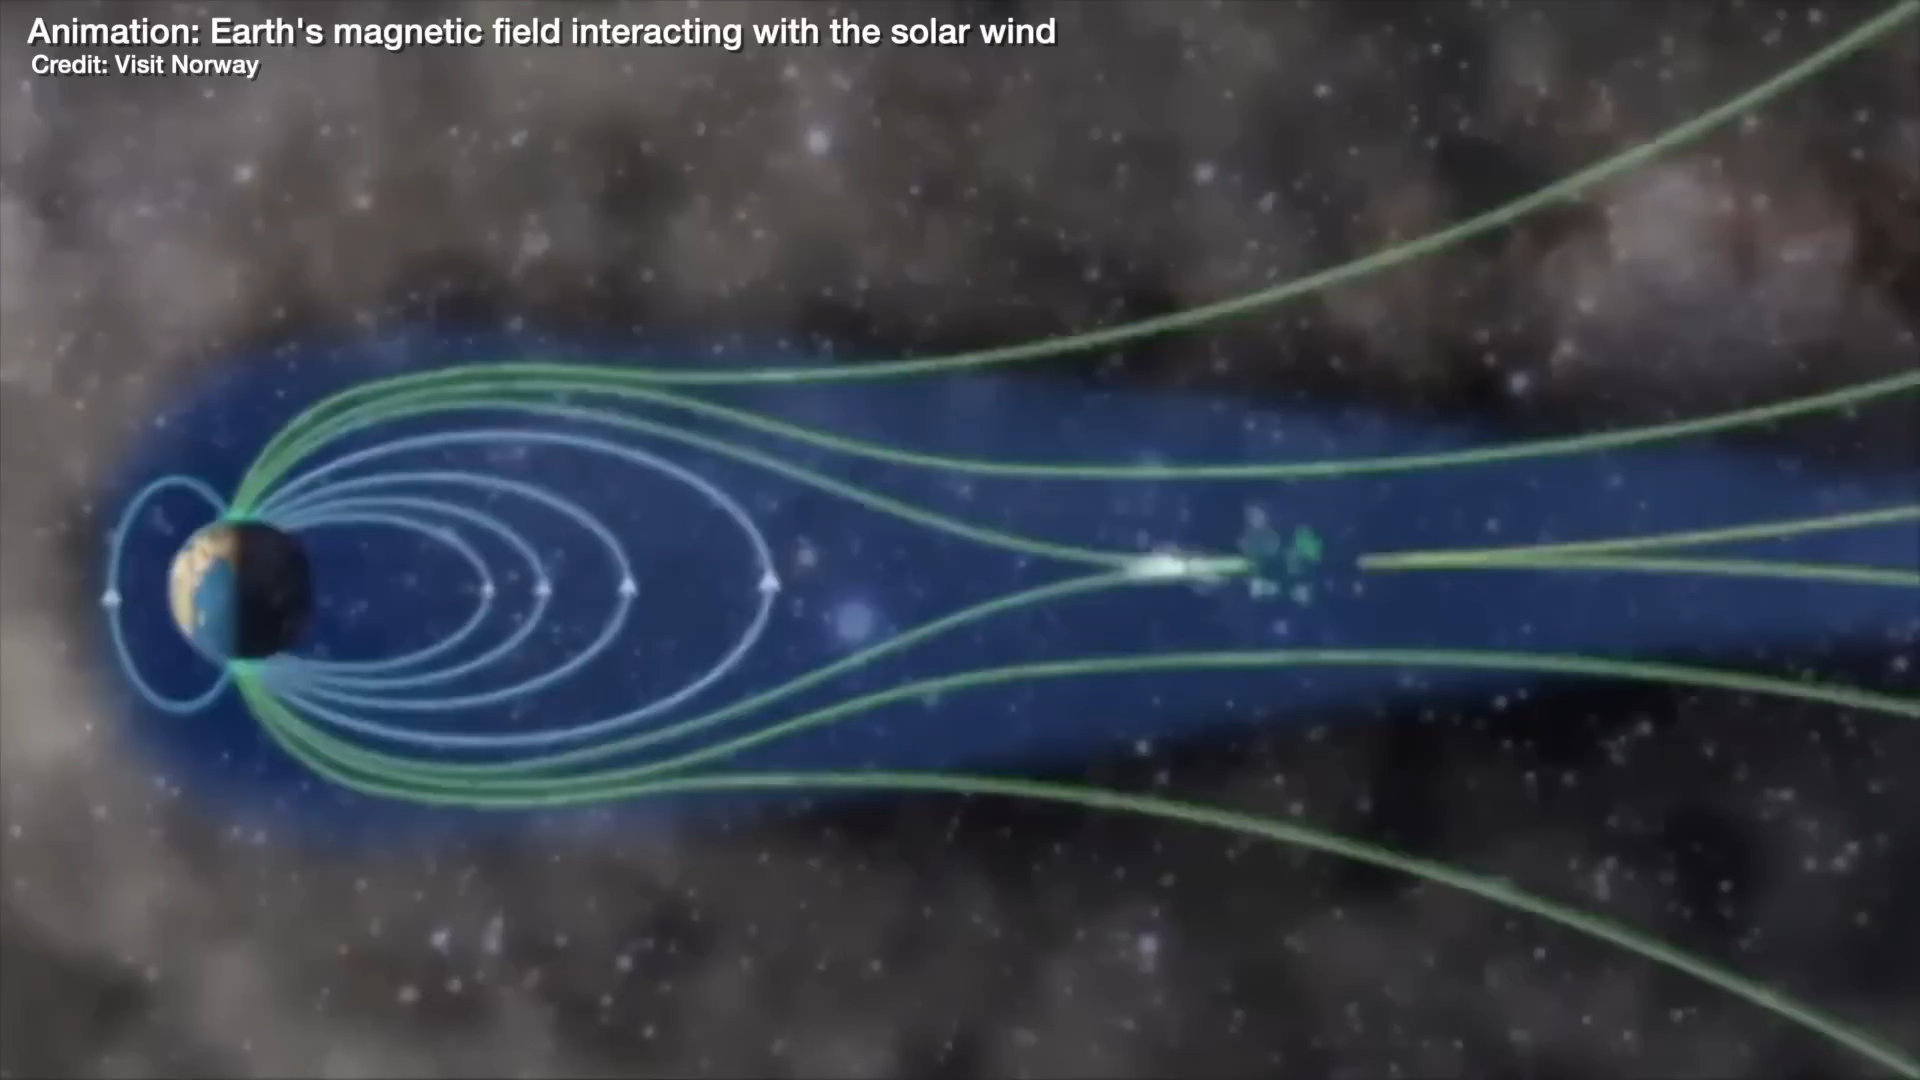 Animation: Earth's magnetic field interacting with the solar wind
Credit: Visit Norway